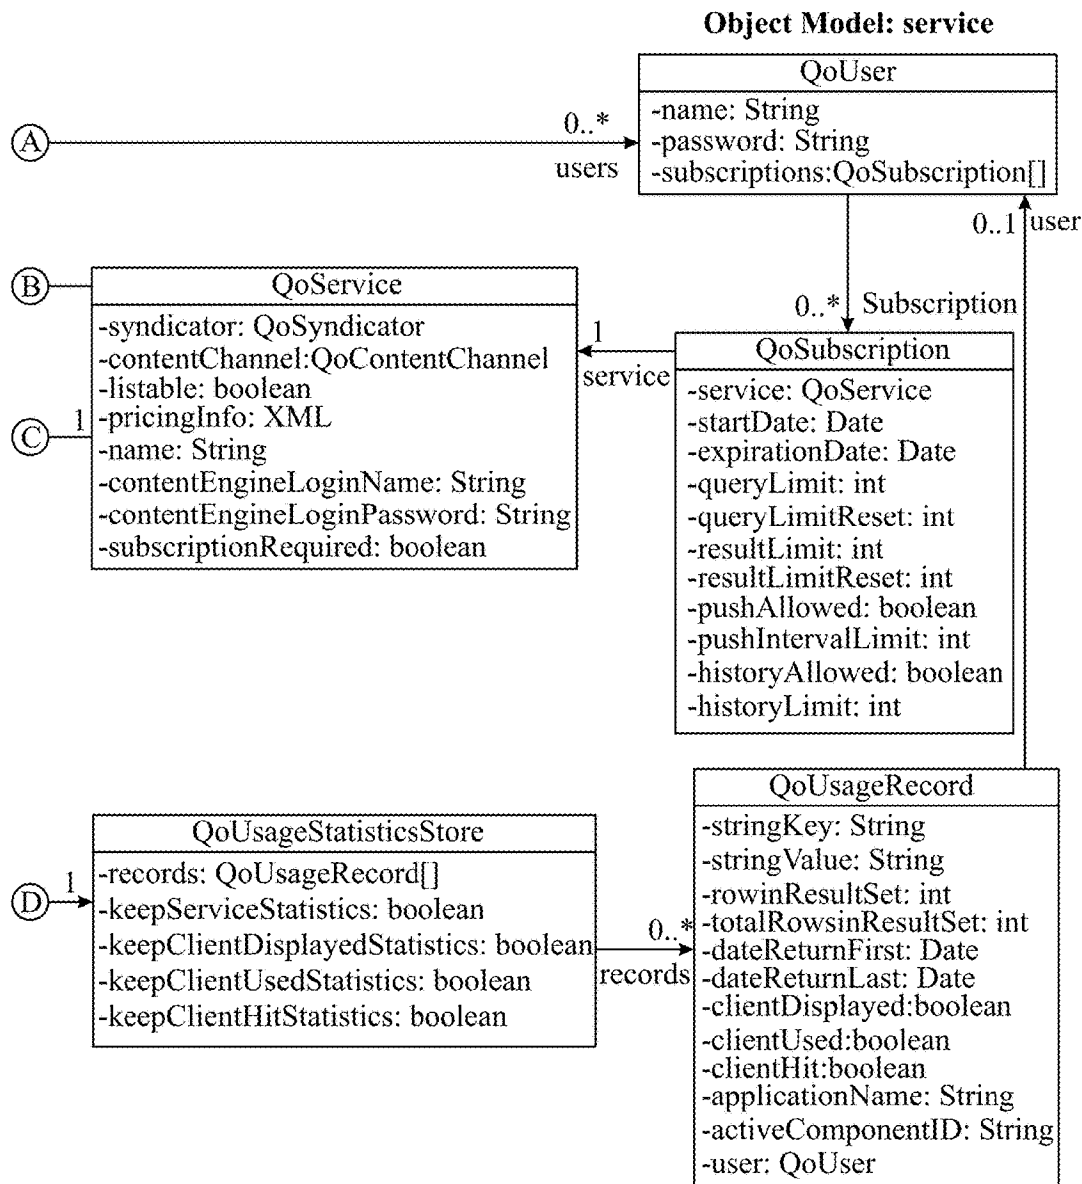 Object Model: service
QoUser
-name: String
-password: String
-subscriptions:QoSubscription[]
A
0..*
users
0..1
user
B
QoService
-syndicator: QoSyndicator
-contentChannel:QoContentChannel
-listable: boolean
-pricingInfo: XML
-name: String
-contentEngineLoginName: String
-contentEngineLoginPassword: String
-subscriptionRequired: boolean
C
1
1
service
0..*
Subscription
QoSubscription
-service: QoService
-startDate: Date
-expirationDate: Date
-queryLimit: int
-queryLimitReset: int
-resultLimit: int
-resultLimitReset: int
-pushAllowed: boolean
-pushIntervalLimit: int
-historyAllowed: boolean
-historyLimit: int
D
1
QoUsageStatisticsStore
-records: QoUsageRecord[]
-keepServiceStatistics: boolean
-keepClientDisplayedStatistics: boolean
-keepClientUsedStatistics: boolean
-keepClientHitStatistics: boolean
0..*
records
QoUsageRecord
-stringKey: String
-stringValue: String
-rowinResultSet: int
-totalRowsinResultSet: int
-dateReturnFirst: Date
-dateReturnLast: Date
-clientDisplayed:boolean
-clientUsed:boolean
-clientHit:boolean
-applicationName: String
-activeComponentID: String
-user: QoUser